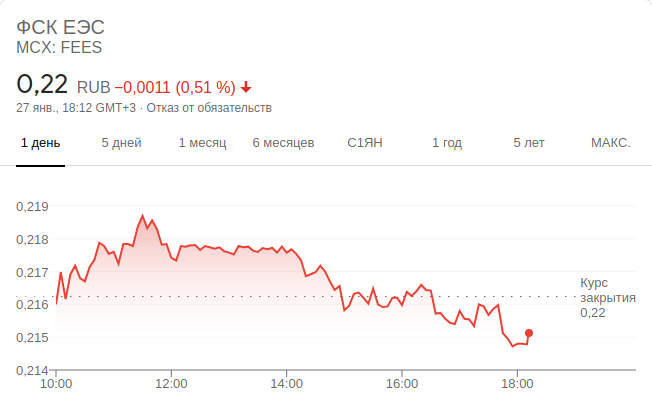 ФСК ЕЭС
MCX: FEES
0,22 RUB −0,0011 (0,51 %)
27 янв., 18:12 GMT+3 · Отказ от обязательств
1 день 5 дней 1 месяц 6 месяцев С1ЯН 1 год 5 лет МАКС.
0,219
0,218
0,217
0,216
0,215
0,214
Курс
закрытия
0,22
10:00 12:00 14:00 16:00 18:00